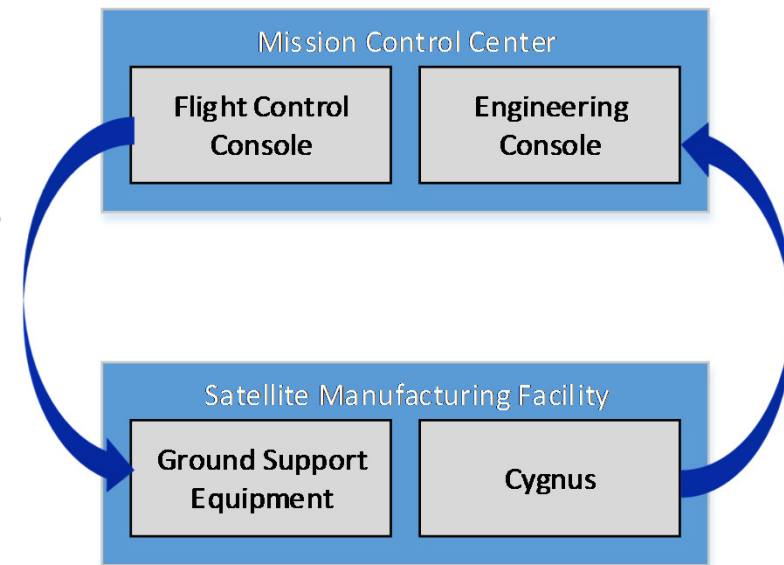 Mission Control Center
Flight Control
Console
Engineering
Console
Satellite Manufacturing Facility
Ground Support
Equipment
Cygnus